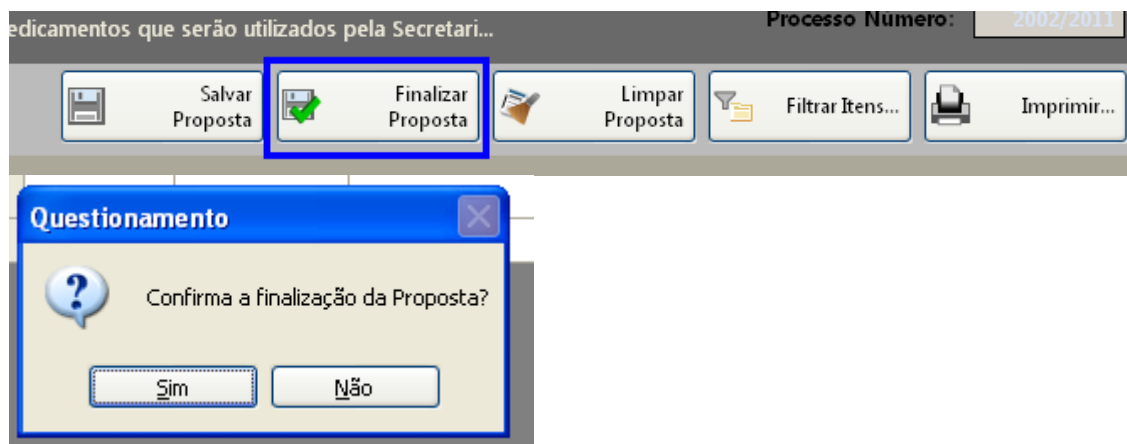 edicamentos que serão utilizados pela Secretari...
Processo Número: 2002/2011
Salvar
Proposta
Finalizar
Proposta
Limpar
Proposta
Filtrar Itens...
Imprimir...
Questionamento
Confirma a finalização da Proposta?
Sim
Não